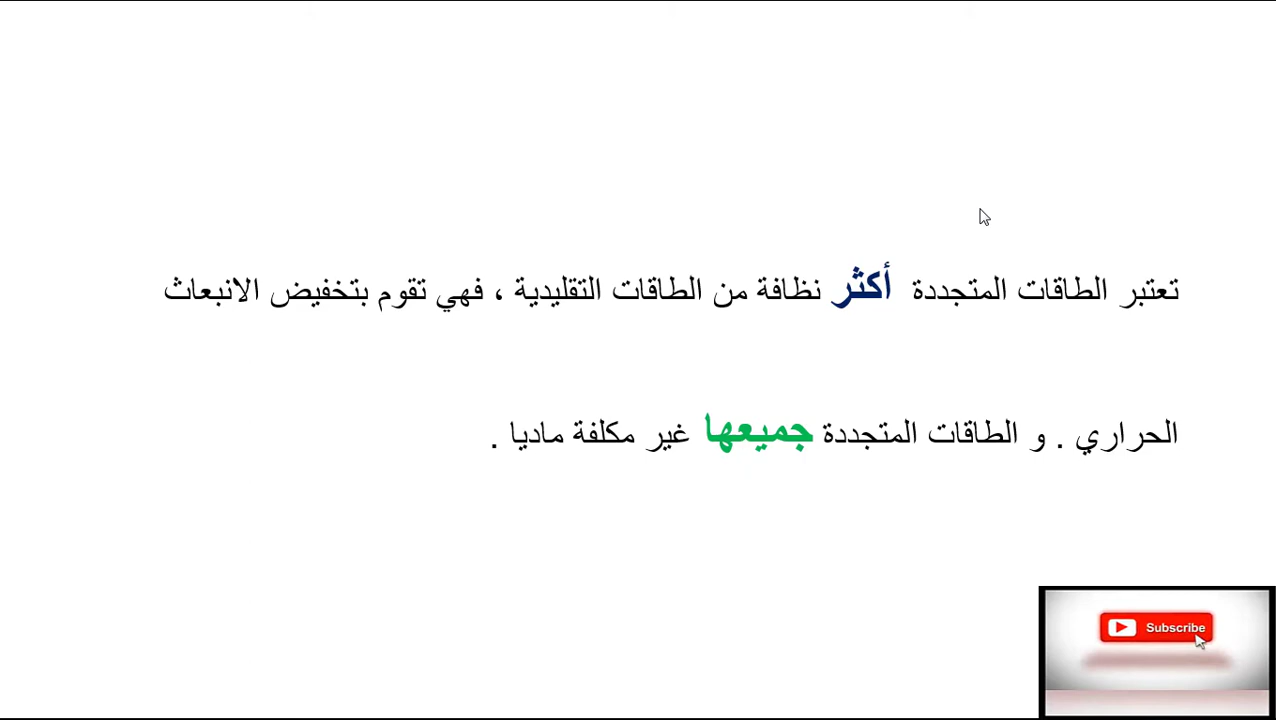 تعتبر الطاقات المتجددة أكثر نظافة من الطاقات التقليدية ، فهي تقوم بتخفيض الانبعاث
الحراري . و الطاقات المتجددة جميعها غير مكلفة ماديا .
Subscribe